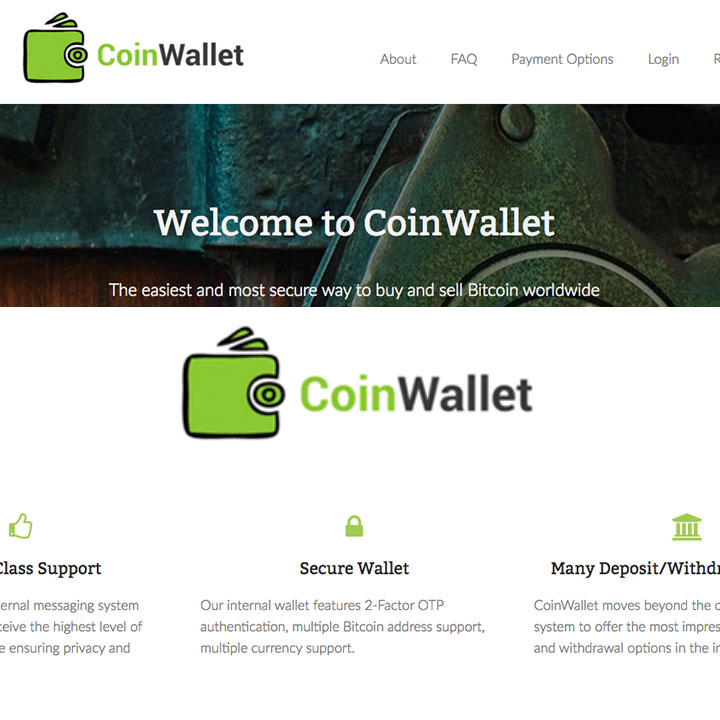 CoinWallet
About FAQ Payment Options Login
Welcome to CoinWallet
The easiest and most secure way to buy and sell Bitcoin worldwide
CoinWallet
Class Support
ernal messaging system
ceive the highest level of
e ensuring privacy and
Secure Wallet
Our internal wallet features 2-Factor OTP
authentication, multiple Bitcoin address support,
multiple currency support.
Many Deposit/Withdr
CoinWallet moves beyond the
system to offer the most impres
and withdrawal options in the